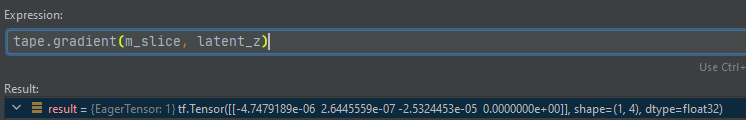 Expression:
tape.gradient(m_slice, latent_z)
Use Ctrl+
Result:
result = {EagerTensor: 1} tf.Tensor([[-4.7479189e-06 2.6445559e-07 -2.5324453e-05 0.0000000e+00]], shape=(1, 4), dtype=float32)